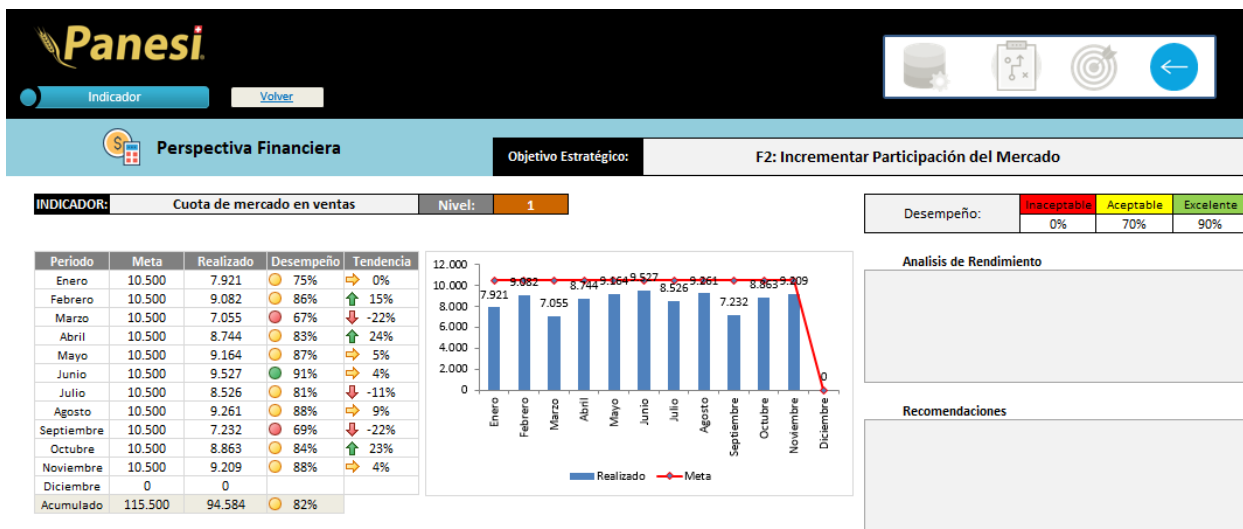 Panesi
Indicador
Volver
Perspectiva Financiera
Objetivo Estratégico:
F2: Incrementar Participación del Mercado
INDICADOR:
Cuota de mercado en ventas
Nivel:
1
Desempeño:
Inaceptable Aceptable Excelente
0% 70% 90%
Periodo Meta Realizado Desempeño Tendencia
Enero 10.500 7.921 75% 0%
Febrero 10.500 9.082 86% 15%
Marzo 10.500 7.055 67% -22%
Abril 10.500 8.744 83% 24%
Mayo 10.500 9.164 87% 5%
Junio 10.500 9.527 91% 4%
Julio 10.500 8.526 81% -11%
Agosto 10.500 9.261 88% 9%
Septiembre 10.500 7.232 69% -22%
Octubre 10.500 8.863 84% 23%
Noviembre 10.500 9.209 88% 4%
Diciembre 0 0
Acumulado 115.500 94.584 82%
12.000
10.000
8.000
6.000
4.000
2.000
0
7.921 9.082 7.055 8.744 9.164 9.527 8.526 9.261 7.232 8.863 9.209 0
Enero Febrero Marzo Abril Mayo Junio Julio Agosto Septiembre Octubre Noviembre Diciembre
Realizado Meta
Analisis de Rendimiento
Recomendaciones